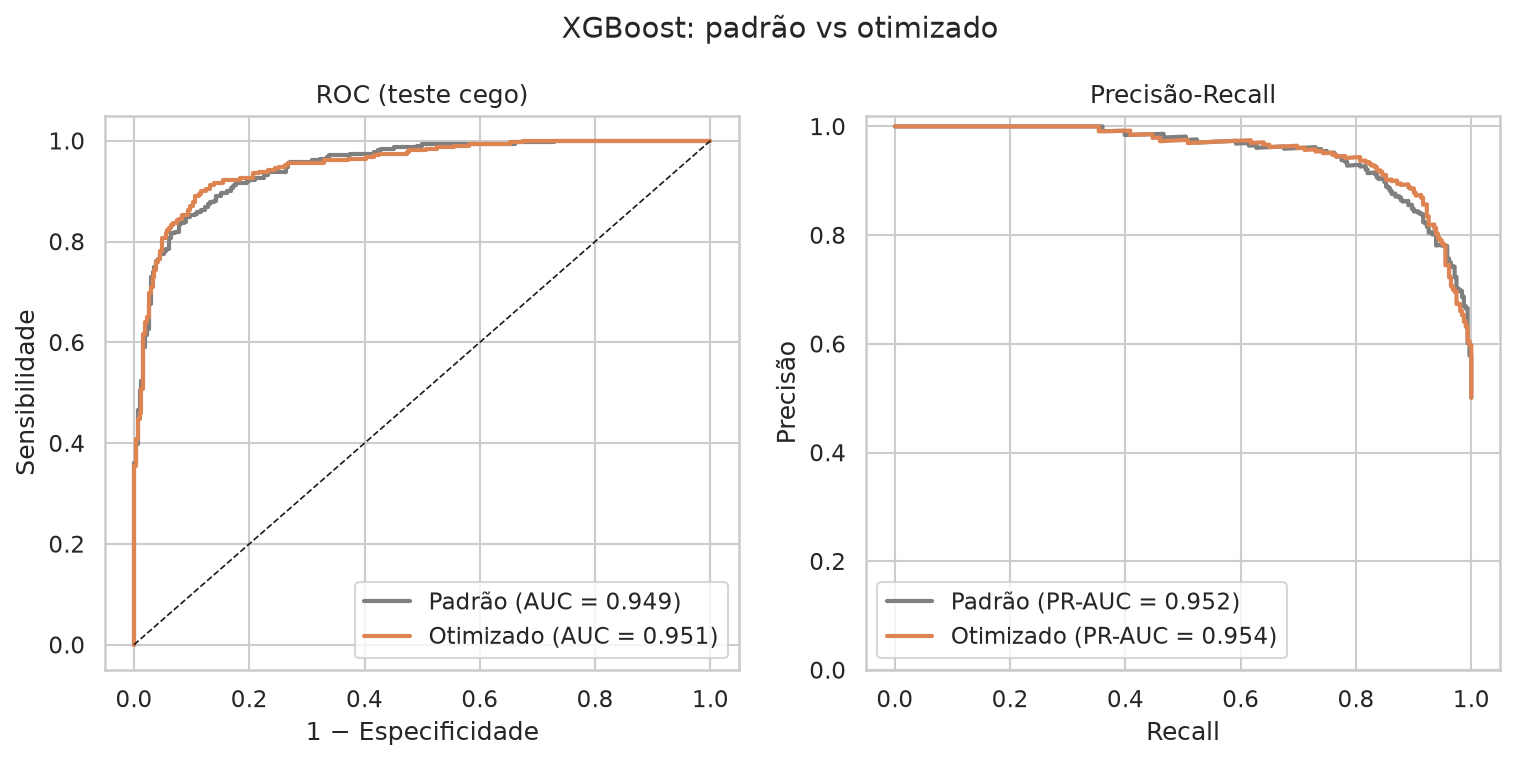 XGBoost: padrão vs otimizado
ROC (teste cego)
1.0
0.8
0.6
0.4
0.2
0.0
Sensibilidade
Padrão (AUC = 0.949)
Otimizado (AUC = 0.951)
0.0 0.2 0.4 0.6 0.8 1.0
1 − Especificidade
Precisão-Recall
1.0
0.8
0.6
0.4
0.2
0.0
Precisão
Padrão (PR-AUC = 0.952)
Otimizado (PR-AUC = 0.954)
0.0 0.2 0.4 0.6 0.8 1.0
Recall